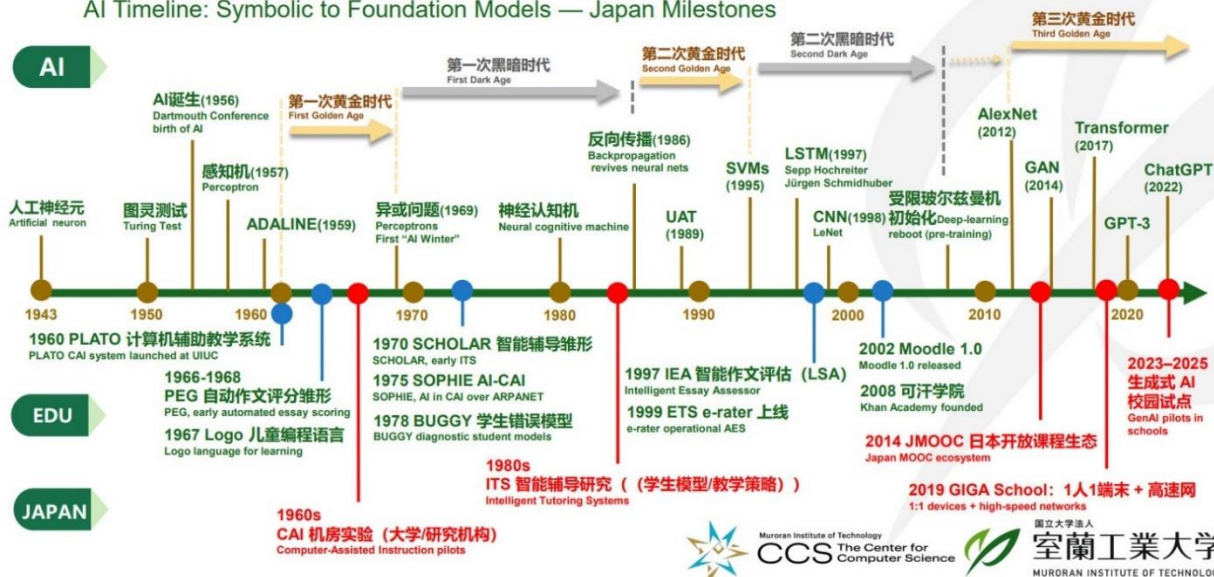 AI Timeline: Symbolic to Foundation Models — Japan Milestones
AI
第一次黄金时代
First Golden Age
第一次黑暗时代
First Dark Age
第二次黄金时代
Second Golden Age
第二次黑暗时代
Second Dark Age
第三次黄金时代
Third Golden Age
人工神经元
Artificial neuron
图灵测试
Turing Test
AI诞生(1956)
Dartmouth Conference
birth of AI
感知机(1957)
Perceptron
ADALINE(1959)
异或问题(1969)
Perceptrons
First "AI Winter"
神经认知机
Neural cognitive machine
反向传播(1986)
Backpropagation
revives neural nets
UAT
(1989)
SVMs
(1995)
LSTM(1997)
Sepp Hochreiter
Jürgen Schmidhuber
CNN(1998)
LeNet
受限玻尔兹曼机
初始化Deep-learning
reboot (pre-training)
AlexNet
(2012)
GAN
(2014)
Transformer
(2017)
GPT-3
ChatGPT
(2022)
1943
1950
1960
1970
1980
1990
2000
2010
2020
EDU
1960 PLATO 计算机辅助教学系统
PLATO CAI system launched at UIUC
1966-1968
PEG 自动作文评分雏形
PEG, early automated essay scoring
1967 Logo 儿童编程语言
Logo language for learning
1970 SCHOLAR 智能辅导雏形
SCHOLAR, early ITS
1975 SOPHIE AI-CAI
SOPHIE, AI in CAI over ARPANET
1978 BUGGY 学生错误模型
BUGGY diagnostic student models
1997 IEA 智能作文评估（LSA）
Intelligent Essay Assessor
1999 ETS e-rater 上线
e-rater operational AES
2002 Moodle 1.0
Moodle 1.0 released
2008 可汗学院
Khan Academy founded
JAPAN
1960s
CAI 机房实验（大学/研究机构）
Computer-Assisted Instruction pilots
1980s
ITS 智能辅导研究（（学生模型/教学策略））
Intelligent Tutoring Systems
2014 JMOOC 日本开放课程生态
Japan MOOC ecosystem
2019 GIGA School：1人1端末 + 高速网
1:1 devices + high-speed networks
2023–2025
生成式 AI
校园试点
GenAI pilots in
schools
Muroran Institute of Technology
CCS The Center for
Computer Science
国立大学法人
室蘭工業大学
MURORAN INSTITUTE OF TECHNOLO